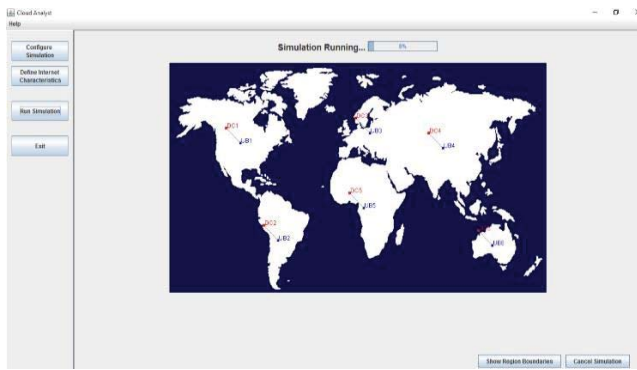 Cloud Analyst
Help
Configure
Simulation
Define Internet
Characteristics
Run Simulation
Exit
Simulation Running...
DC1
UB1
UB3
DC4
UB4
DC5
UB5
DC2
UB2
UB6
Show Region Boundaries
Cancel Simulation